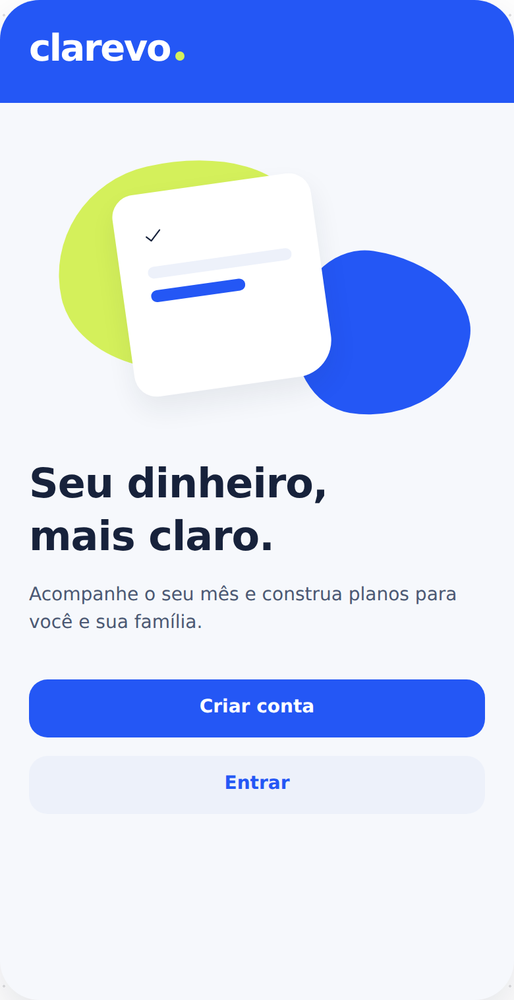 clarevo.
Seu dinheiro,
mais claro.
Acompanhe o seu mês e construa planos para
você e sua família.
Criar conta
Entrar